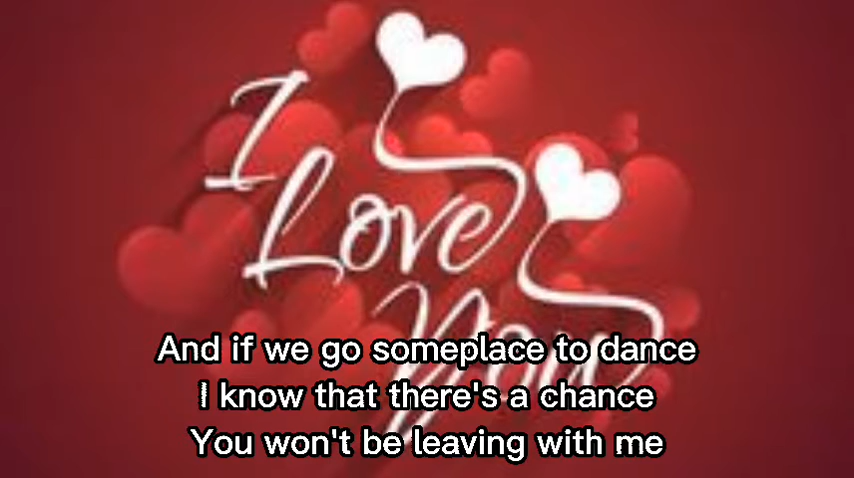 I
Love
You
And if we go someplace to dance
I know that there's a chance
You won't be leaving with me